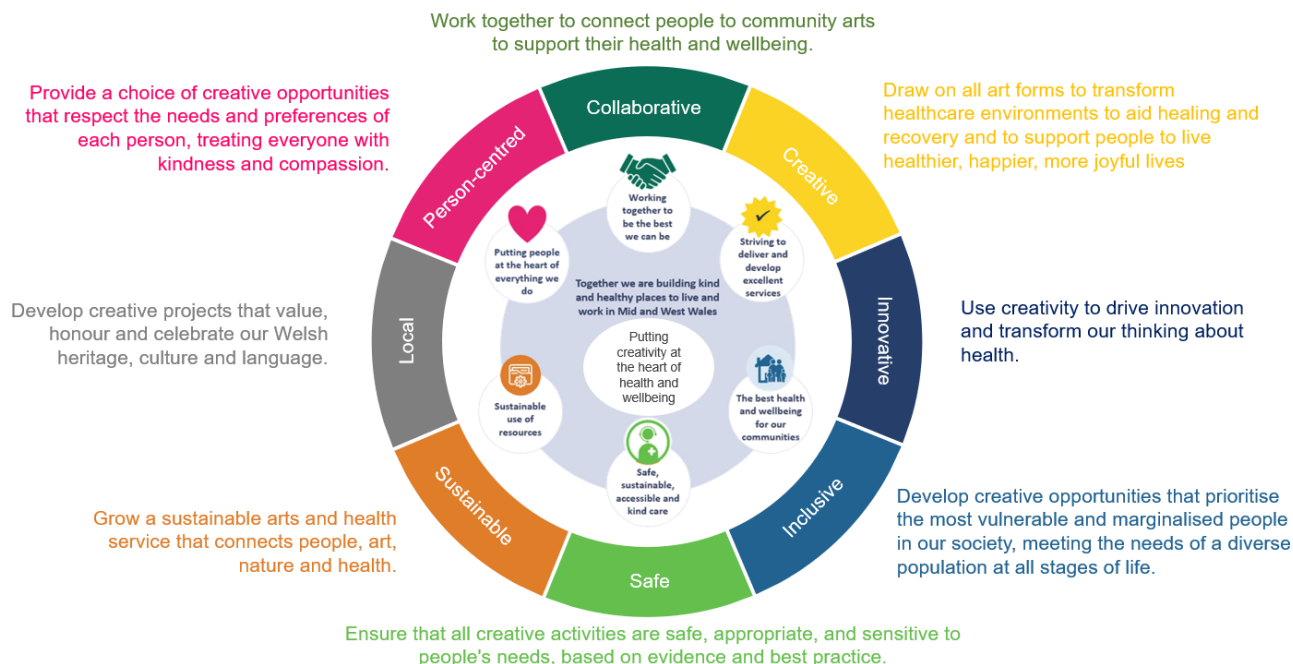 Work together to connect people to community arts
to support their health and wellbeing.
Provide a choice of creative opportunities
that respect the needs and preferences of
each person, treating everyone with
kindness and compassion.
Draw on all art forms to transform
healthcare environments to aid healing and
recovery and to support people to live
healthier, happier, more joyful lives
Collaborative
Person-centred
Creative
Working
together to
be the best
we can be
Putting people
at the heart of
everything we
do
Striving to
deliver and
develop
excellent
services
Develop creative projects that value,
honour and celebrate our Welsh
heritage, culture and language.
Local
Together we are building kind
and healthy places to live and
work in Mid and West Wales
Putting
creativity at
the heart of
health and
wellbeing
Innovative
Use creativity to drive innovation
and transform our thinking about
health.
Sustainable
use of
resources
The best health
and wellbeing
for our
communities
Safe,
sustainable,
accessible and
kind care
Grow a sustainable arts and health
service that connects people, art,
nature and health.
Sustainable
Safe
Inclusive
Develop creative opportunities that prioritise
the most vulnerable and marginalised people
in our society, meeting the needs of a diverse
population at all stages of life.
Ensure that all creative activities are safe, appropriate, and sensitive to
people's needs, based on evidence and best practice.